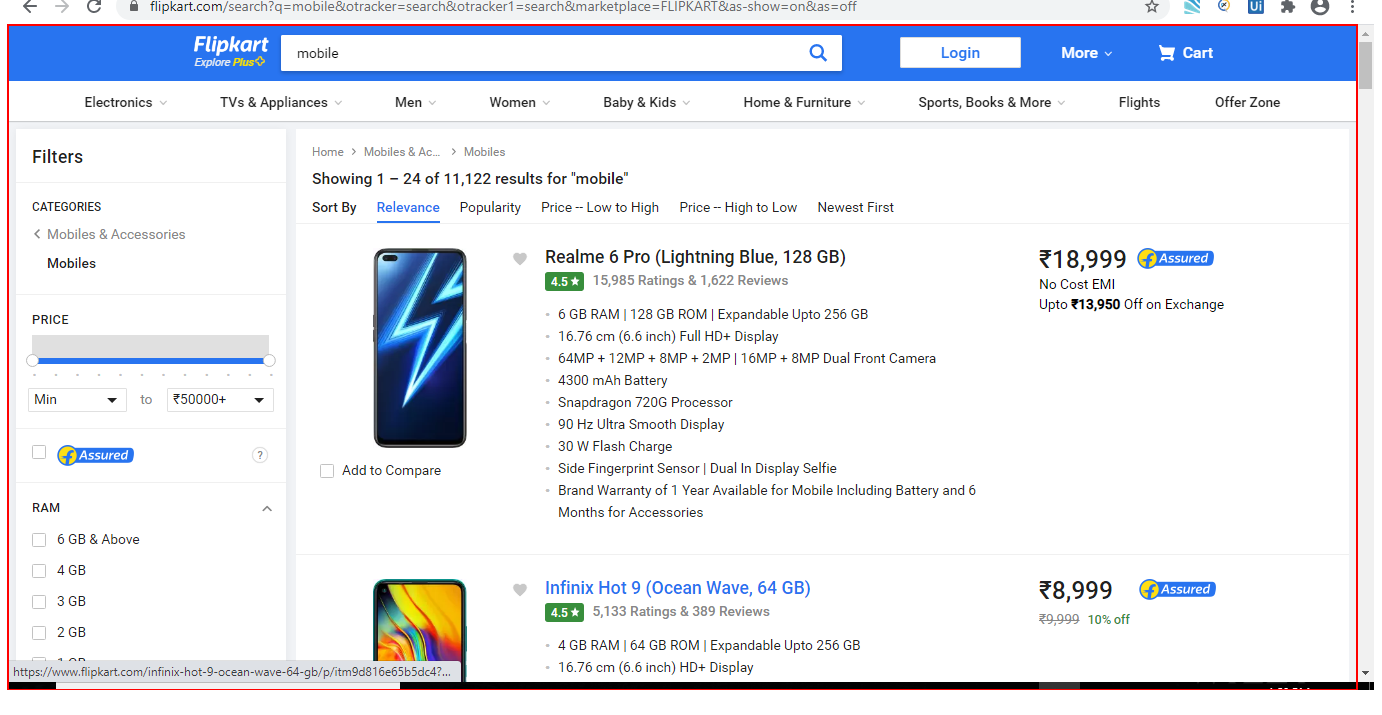 flipkart.com/search?q=mobile&otracker=search&otracker1=search&marketplace=FLIPKART&as-show=on&as=off
Ui
Flipkart
Explore Plus
mobile
Login
More
Cart
Electronics
TVs & Appliances
Men
Women
Baby & Kids
Home & Furniture
Sports, Books & More
Flights
Offer Zone
Filters
CATEGORIES
Mobiles & Accessories
Mobiles
PRICE
Min
to
₹50000+
f Assured
?
RAM
6 GB & Above
4 GB
3 GB
2 GB
Home > Mobiles & Ac... > Mobiles
Showing 1 – 24 of 11,122 results for "mobile"
Sort By Relevance Popularity Price -- Low to High Price -- High to Low Newest First
Realme 6 Pro (Lightning Blue, 128 GB)
4.5★ 15,985 Ratings & 1,622 Reviews
6 GB RAM | 128 GB ROM | Expandable Upto 256 GB
16.76 cm (6.6 inch) Full HD+ Display
64MP + 12MP + 8MP + 2MP | 16MP + 8MP Dual Front Camera
4300 mAh Battery
Snapdragon 720G Processor
90 Hz Ultra Smooth Display
30 W Flash Charge
Side Fingerprint Sensor | Dual In Display Selfie
Brand Warranty of 1 Year Available for Mobile Including Battery and 6
Months for Accessories
Add to Compare
₹18,999 f Assured
No Cost EMI
Upto ₹13,950 Off on Exchange
Infinix Hot 9 (Ocean Wave, 64 GB)
4.5★ 5,133 Ratings & 389 Reviews
4 GB RAM | 64 GB ROM | Expandable Upto 256 GB
16.76 cm (6.6 inch) HD+ Display
₹8,999 f Assured
₹9,999 10% off
https://www.flipkart.com/infinix-hot-9-ocean-wave-64-gb/p/itm9d816e65b5dc4?...